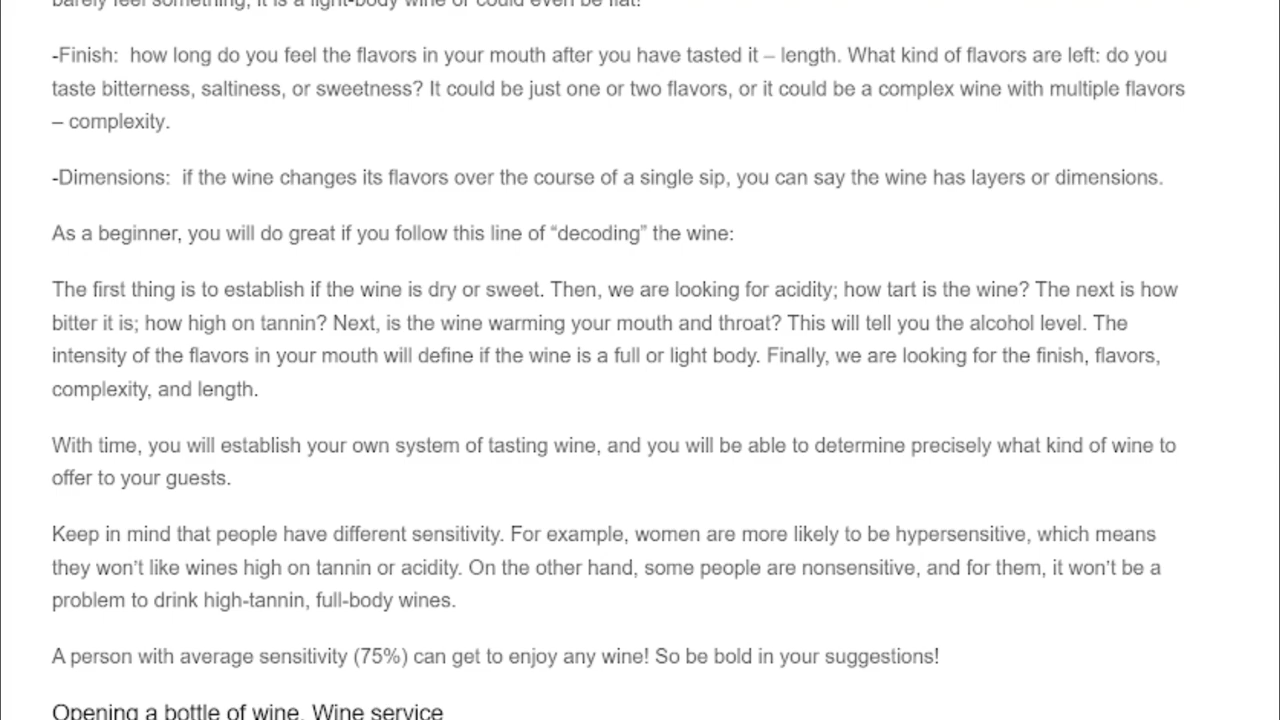 barely feel something, it is a light-body wine or could even be flat!
-Finish:  how long do you feel the flavors in your mouth after you have tasted it – length. What kind of flavors are left: do you
taste bitterness, saltiness, or sweetness? It could be just one or two flavors, or it could be a complex wine with multiple flavors
– complexity.
-Dimensions:  if the wine changes its flavors over the course of a single sip, you can say the wine has layers or dimensions.
As a beginner, you will do great if you follow this line of “decoding” the wine:
The first thing is to establish if the wine is dry or sweet. Then, we are looking for acidity; how tart is the wine? The next is how
bitter it is; how high on tannin? Next, is the wine warming your mouth and throat? This will tell you the alcohol level. The
intensity of the flavors in your mouth will define if the wine is a full or light body. Finally, we are looking for the finish, flavors,
complexity, and length.
With time, you will establish your own system of tasting wine, and you will be able to determine precisely what kind of wine to
offer to your guests.
Keep in mind that people have different sensitivity. For example, women are more likely to be hypersensitive, which means
they won’t like wines high on tannin or acidity. On the other hand, some people are nonsensitive, and for them, it won’t be a
problem to drink high-tannin, full-body wines.
A person with average sensitivity (75%) can get to enjoy any wine! So be bold in your suggestions!
Opening a bottle of wine. Wine service